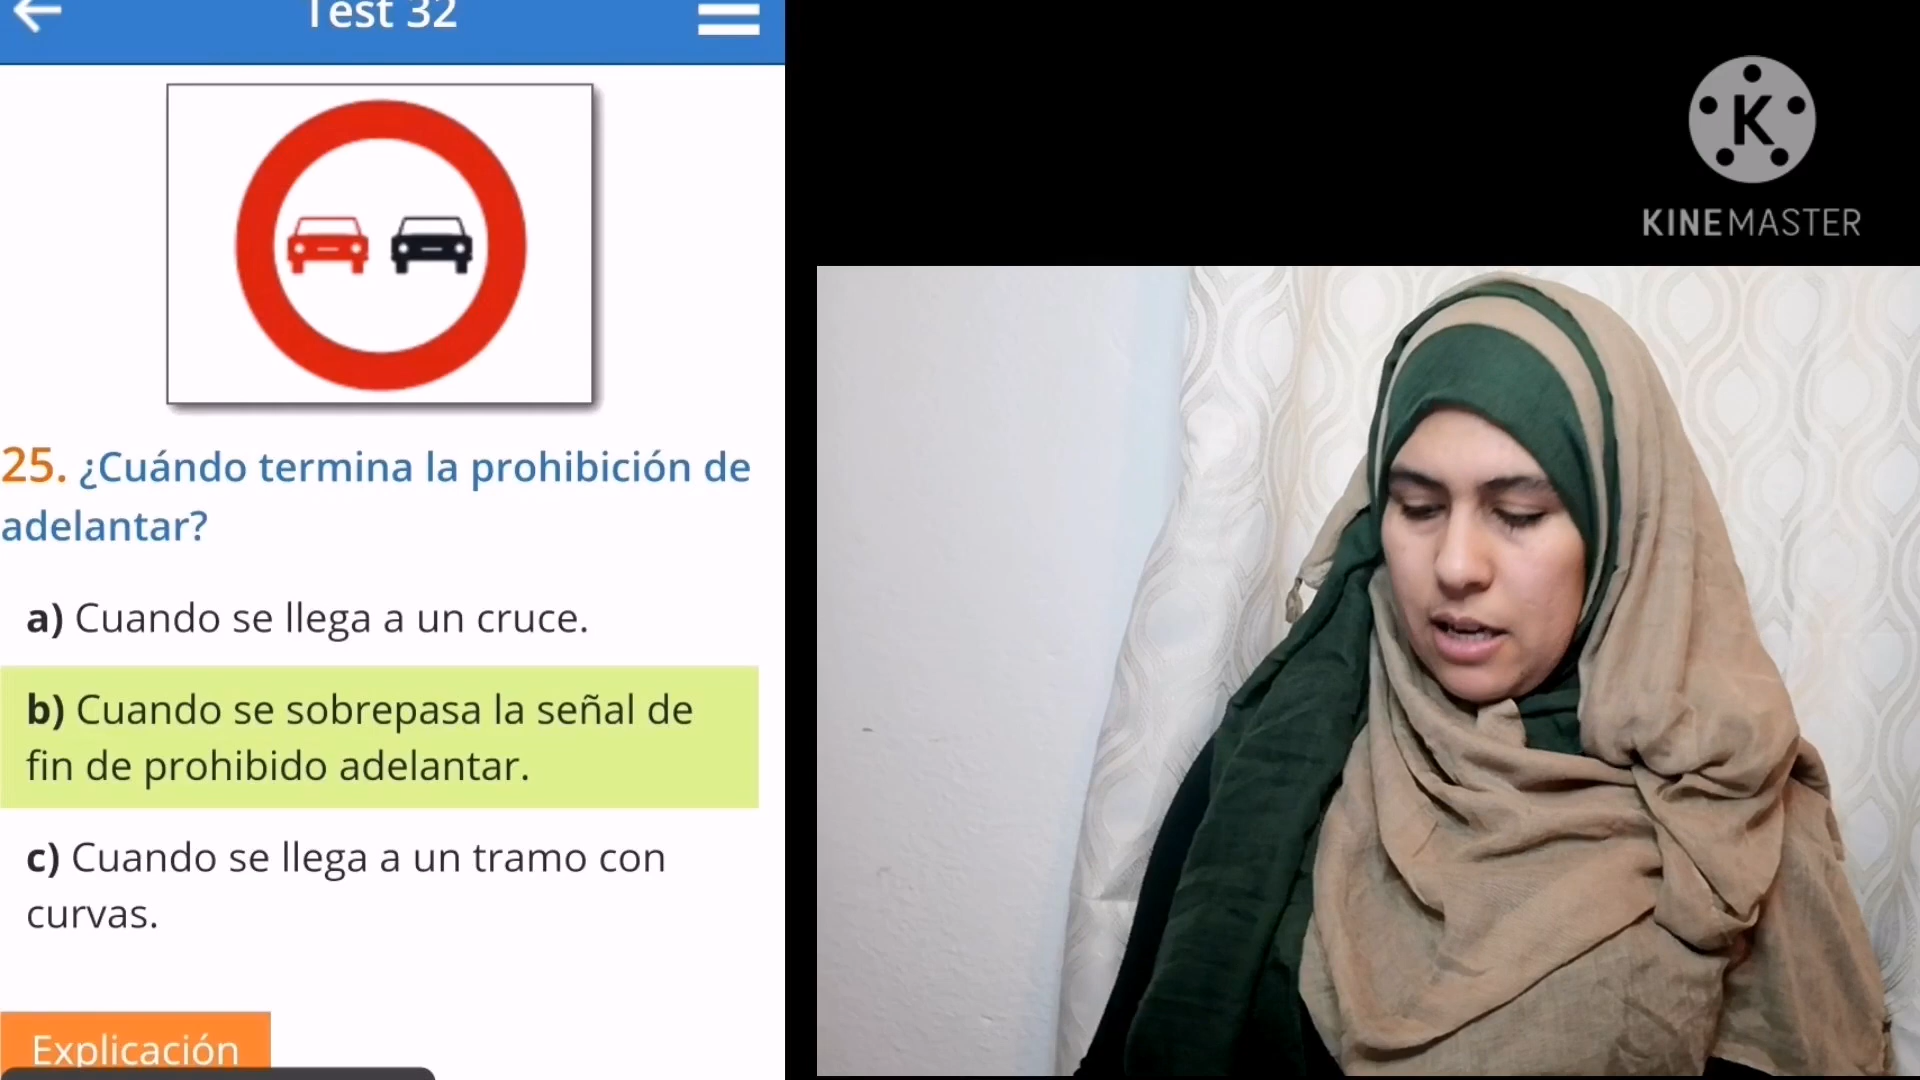 Test 32
25. ¿Cuándo termina la prohibición de
adelantar?
a) Cuando se llega a un cruce.
b) Cuando se sobrepasa la señal de
fin de prohibido adelantar.
c) Cuando se llega a un tramo con
curvas.
Explicación
K
KINEMASTER